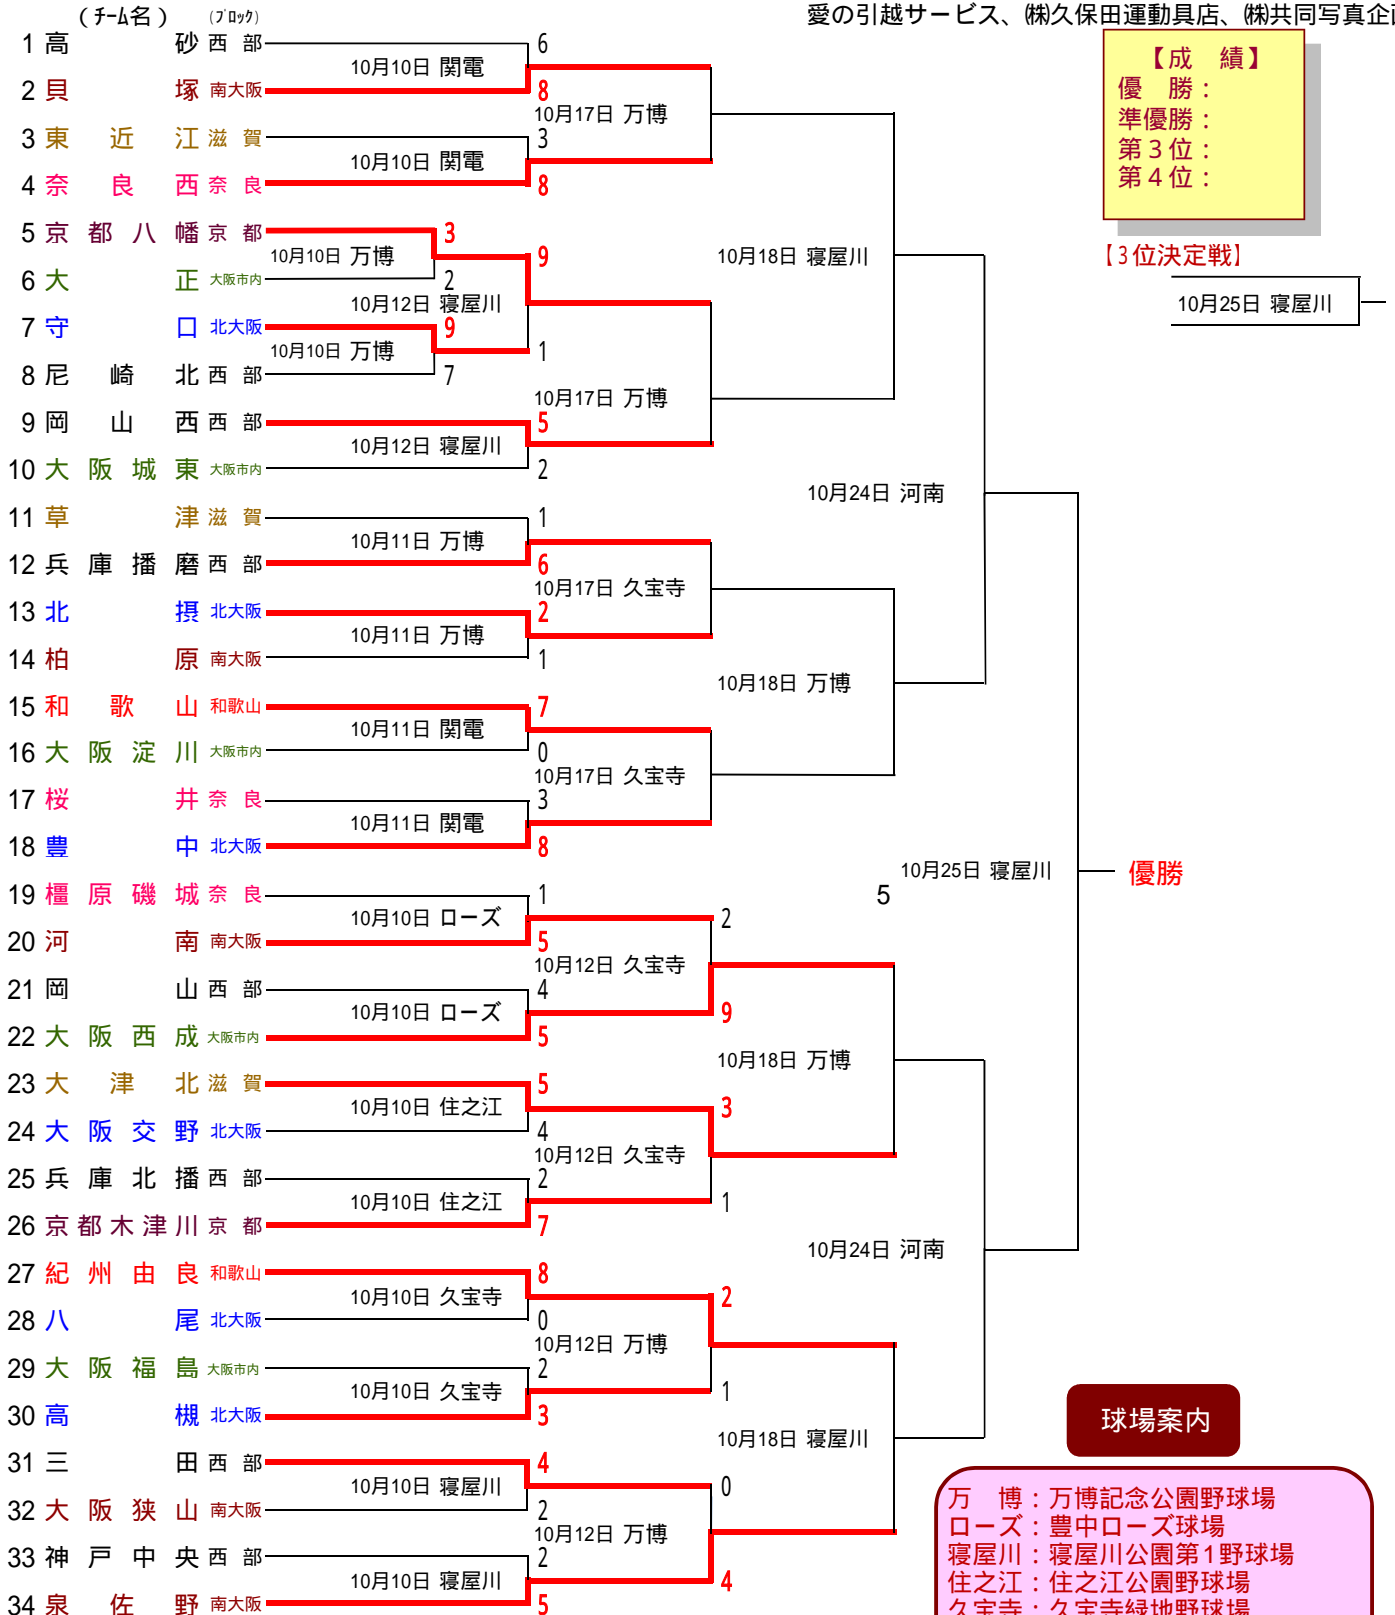 （ﾁｰﾑ名） (ﾌﾞﾛｯｸ)
愛の引越サービス、㈱久保田運動具店、㈱共同写真企
1 高 砂 西 部 6
10月10日 関電
2 貝 塚 南大阪 8
10月17日 万博
3 東 近 江 滋 賀 3
10月10日 関電
4 奈 良 西 奈 良 8
5 京 都 八 幡 京 都 3
10月10日 万博 9
10月18日 寝屋川
6 大 正 大阪市内 2
10月12日 寝屋川
7 守 口 北大阪 9
10月10日 万博 1
8 尼 崎 北 西 部 7
10月17日 万博
9 岡 山 西 西 部 5
10月12日 寝屋川
10 大 阪 城 東 大阪市内 2
10月24日 河南
11 草 津 滋 賀 1
10月11日 万博
12 兵 庫 播 磨 西 部 6
10月17日 久宝寺
13 北 摂 北大阪 2
10月11日 万博
14 柏 原 南大阪 1
10月18日 万博
15 和 歌 山 和歌山 7
10月11日 関電
16 大 阪 淀 川 大阪市内 0
10月17日 久宝寺
17 桜 井 奈 良 3
10月11日 関電
18 豊 中 北大阪 8
10月25日 寝屋川 優勝
19 橿 原 磯 城 奈 良 1 5
10月10日 ローズ 2
20 河 南 南大阪 5
10月12日 久宝寺
21 岡 山 西 部 4
10月10日 ローズ 9
22 大 阪 西 成 大阪市内 5
10月18日 万博
23 大 津 北 滋 賀 5
10月10日 住之江 3
24 大 阪 交 野 北大阪 4
10月12日 久宝寺
25 兵 庫 北 播 西 部 2
10月10日 住之江 1
26 京 都 木 津 川 京 都 7
10月24日 河南
27 紀 州 由 良 和歌山 8
10月10日 久宝寺 2
28 八 尾 北大阪 0
10月12日 万博
29 大 阪 福 島 大阪市内 2
10月10日 久宝寺 1
30 高 槻 北大阪 3
10月18日 寝屋川
31 三 田 西 部 4
10月10日 寝屋川 0
32 大 阪 狭 山 南大阪 2
10月12日 万博
33 神 戸 中 央 西 部 2
10月10日 寝屋川 4
34 泉 佐 野 南大阪 5
【成 績】
優 勝：
準優勝：
第３位：
第４位：
【3位決定戦】
10月25日 寝屋川
球場案内
万 博：万博記念公園野球場
ローズ：豊中ローズ球場
寝屋川：寝屋川公園第1野球場
住之江：住之江公園野球場
久宝寺：久宝寺緑地野球場